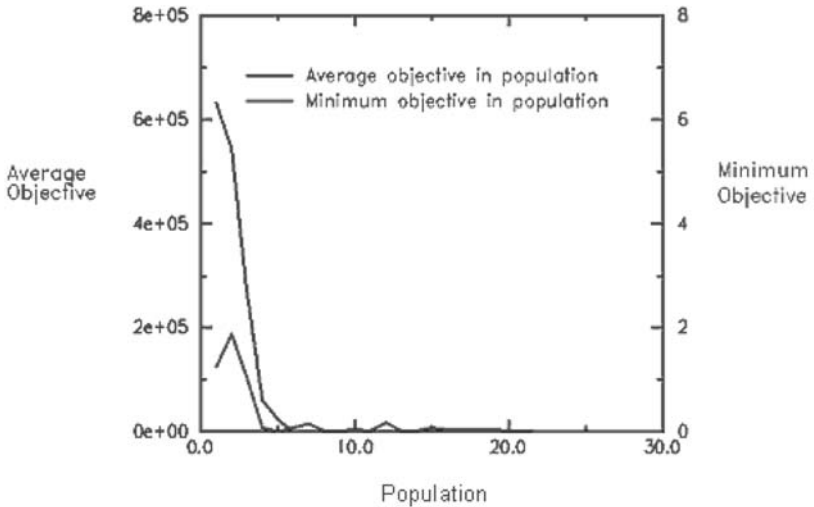 8e+05
8
Average objective in population
Minimum objective in population
6e+05
6
Average
Objective
Minimum
Objective
4e+05
4
2e+05
2
0e+00
0
0.0
10.0
20.0
30.0
Population